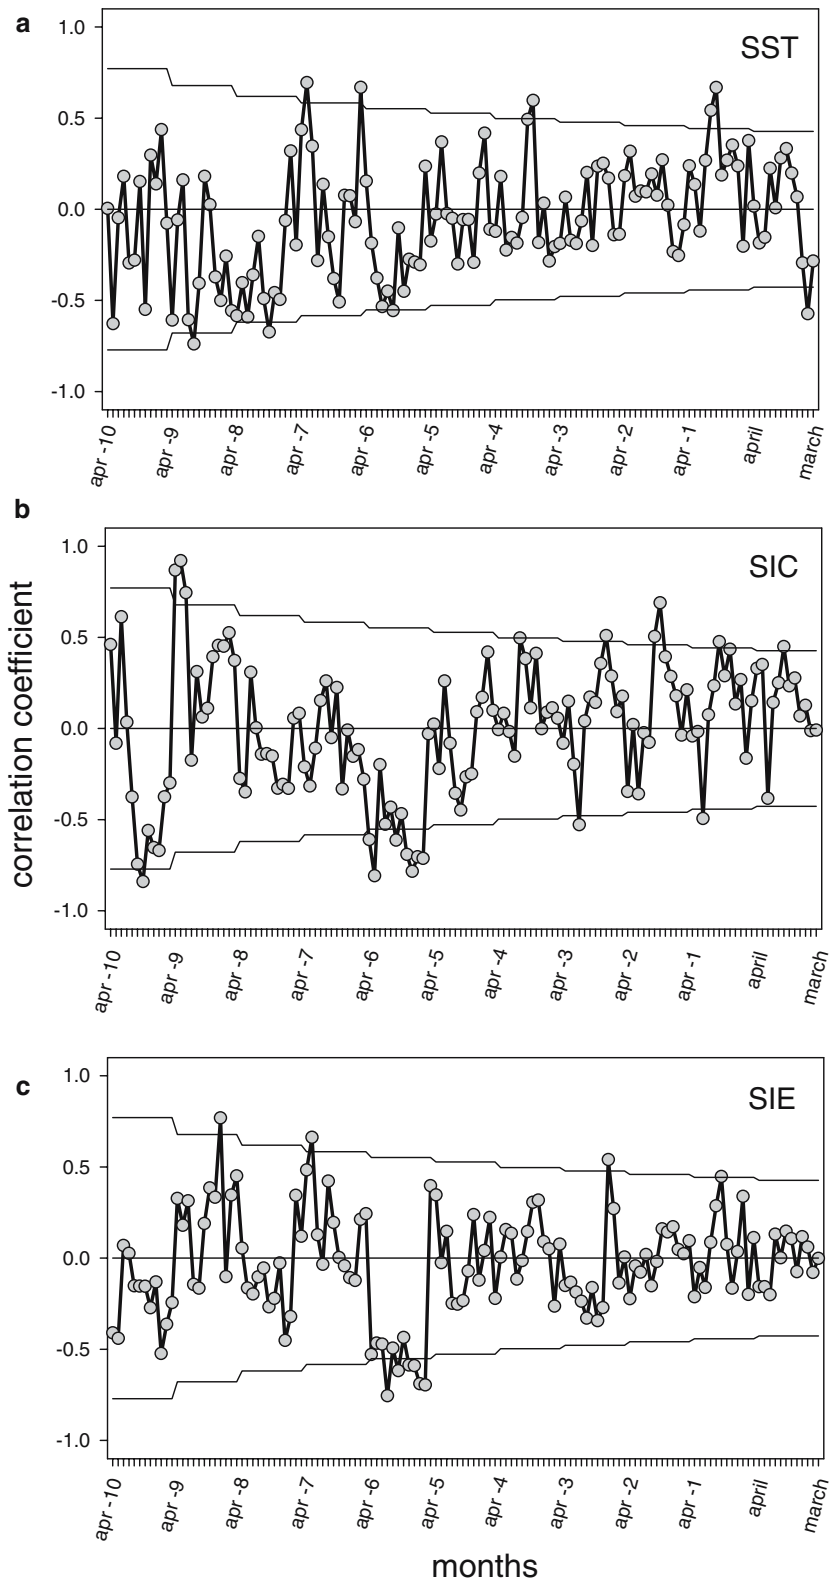 a
SST
1.0
0.5
0.0
-0.5
-1.0
apr -10
apr -9
apr -8
apr -7
apr -6
apr -5
apr -4
apr -3
apr -2
apr -1
april
march
b
SIC
correlation coefficient
1.0
0.5
0.0
-0.5
-1.0
apr -10
apr -9
apr -8
apr -7
apr -6
apr -5
apr -4
apr -3
apr -2
apr -1
april
march
c
SIE
1.0
0.5
0.0
-0.5
-1.0
apr -10
apr -9
apr -8
apr -7
apr -6
apr -5
apr -4
apr -3
apr -2
apr -1
april
march
months